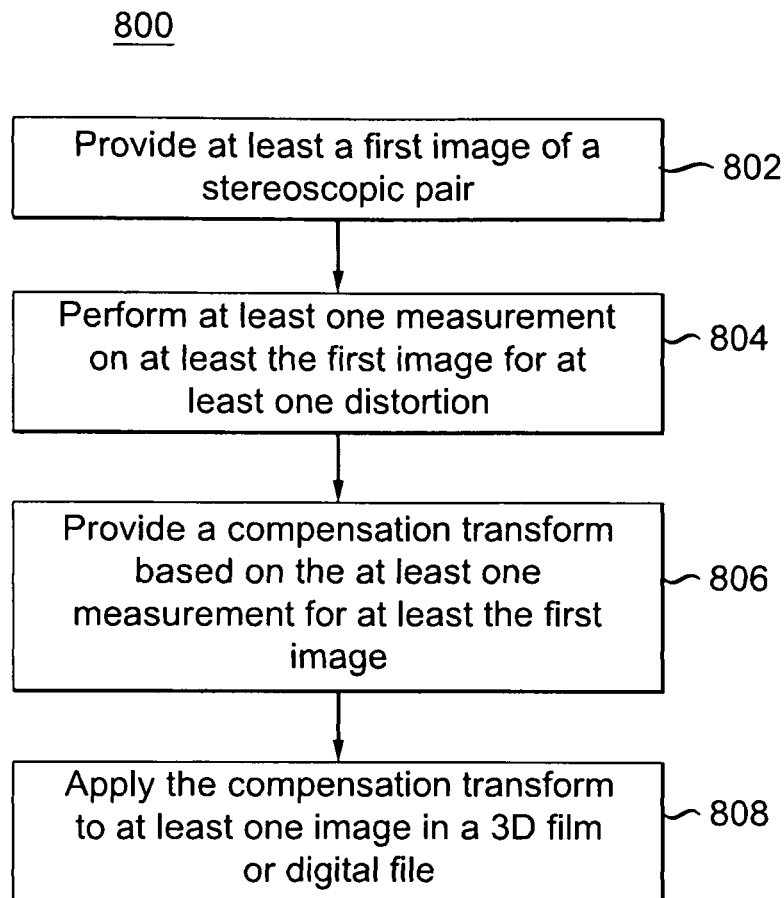 800
Provide at least a first image of a
stereoscopic pair
802
Perform at least one measurement
on at least the first image for at
least one distortion
804
Provide a compensation transform
based on the at least one
measurement for at least the first
image
806
Apply the compensation transform
to at least one image in a 3D film
or digital file
808